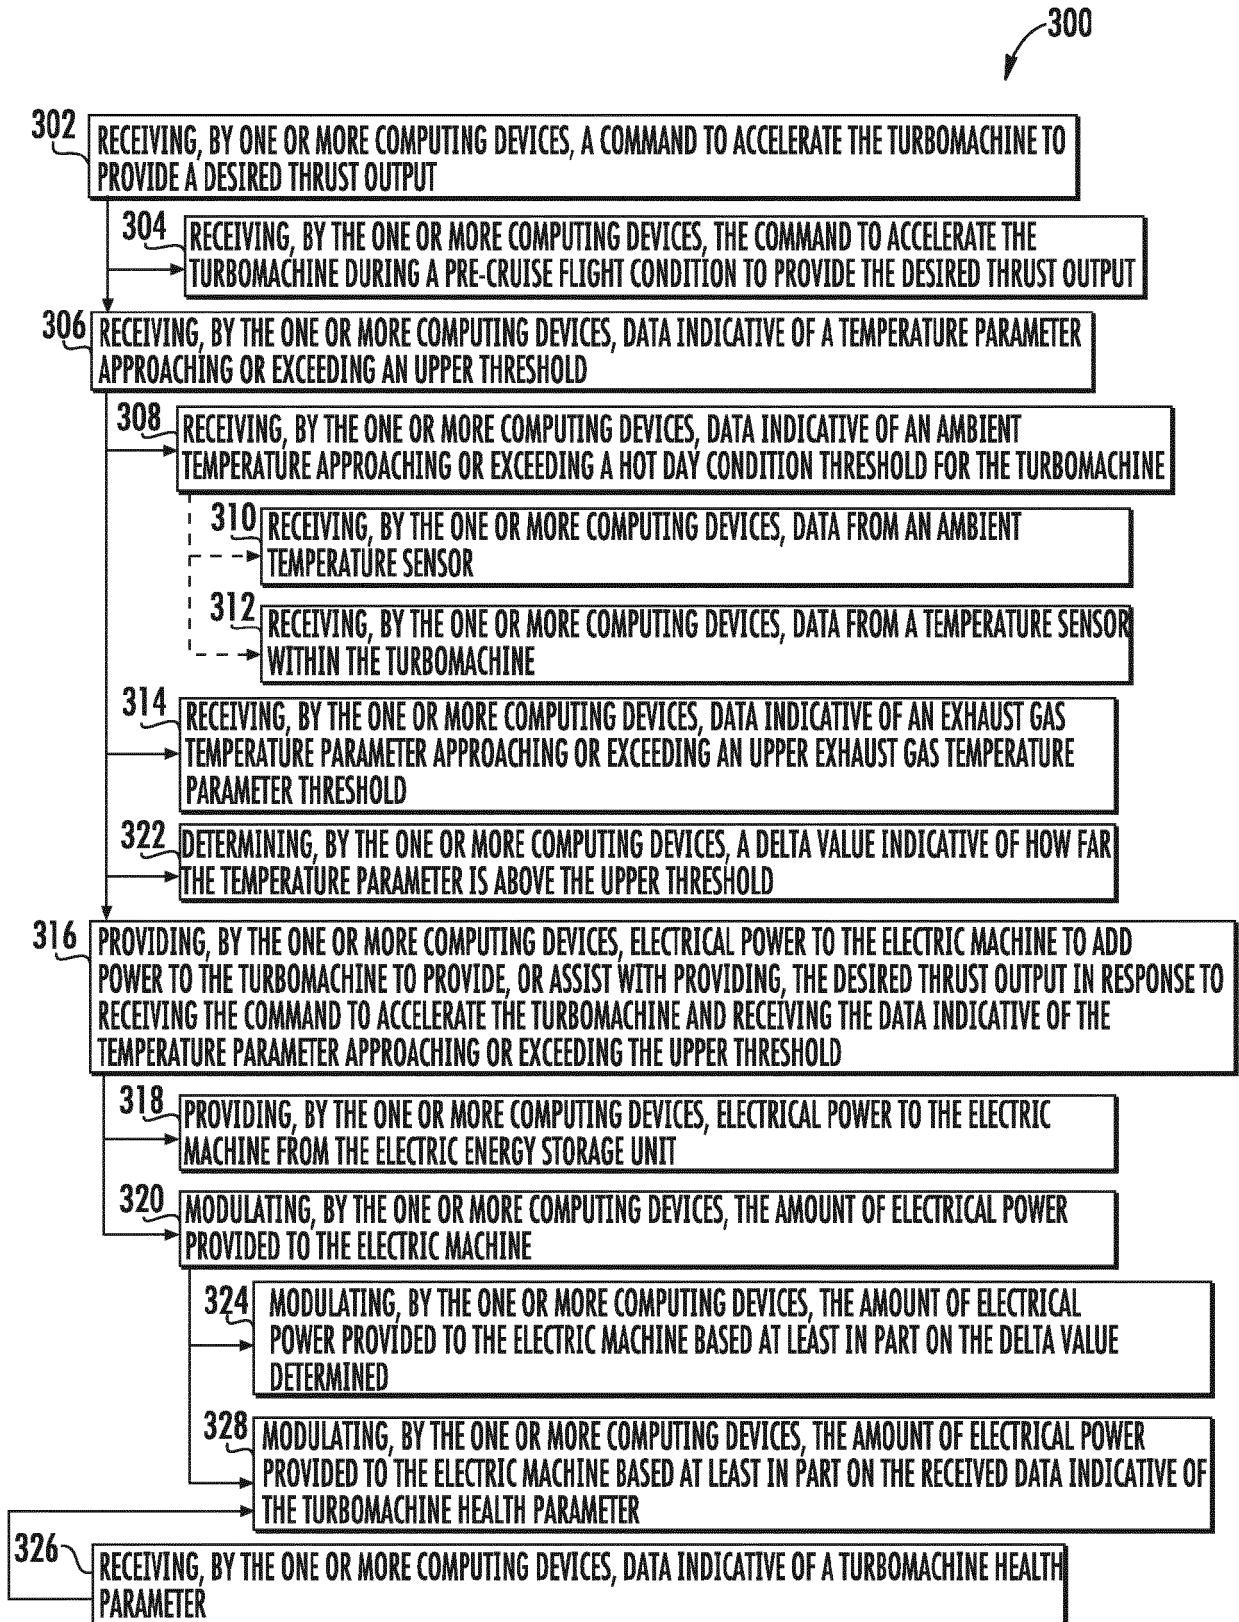 300
302
RECEIVING, BY ONE OR MORE COMPUTING DEVICES, A COMMAND TO ACCELERATE THE TURBOMACHINE TO
PROVIDE A DESIRED THRUST OUTPUT
304
RECEIVING, BY THE ONE OR MORE COMPUTING DEVICES, THE COMMAND TO ACCELERATE THE
TURBOMACHINE DURING A PRE-CRUISE FLIGHT CONDITION TO PROVIDE THE DESIRED THRUST OUTPUT
306
RECEIVING, BY THE ONE OR MORE COMPUTING DEVICES, DATA INDICATIVE OF A TEMPERATURE PARAMETER
APPROACHING OR EXCEEDING AN UPPER THRESHOLD
308
RECEIVING, BY THE ONE OR MORE COMPUTING DEVICES, DATA INDICATIVE OF AN AMBIENT
TEMPERATURE APPROACHING OR EXCEEDING A HOT DAY CONDITION THRESHOLD FOR THE TURBOMACHINE
310
RECEIVING, BY THE ONE OR MORE COMPUTING DEVICES, DATA FROM AN AMBIENT
TEMPERATURE SENSOR
312
RECEIVING, BY THE ONE OR MORE COMPUTING DEVICES, DATA FROM A TEMPERATURE SENSOR
WITHIN THE TURBOMACHINE
314
RECEIVING, BY THE ONE OR MORE COMPUTING DEVICES, DATA INDICATIVE OF AN EXHAUST GAS
TEMPERATURE PARAMETER APPROACHING OR EXCEEDING AN UPPER EXHAUST GAS TEMPERATURE
PARAMETER THRESHOLD
322
DETERMINING, BY THE ONE OR MORE COMPUTING DEVICES, A DELTA VALUE INDICATIVE OF HOW FAR
THE TEMPERATURE PARAMETER IS ABOVE THE UPPER THRESHOLD
316
PROVIDING, BY THE ONE OR MORE COMPUTING DEVICES, ELECTRICAL POWER TO THE ELECTRIC MACHINE TO ADD
POWER TO THE TURBOMACHINE TO PROVIDE, OR ASSIST WITH PROVIDING, THE DESIRED THRUST OUTPUT IN RESPONSE TO
RECEIVING THE COMMAND TO ACCELERATE THE TURBOMACHINE AND RECEIVING THE DATA INDICATIVE OF THE
TEMPERATURE PARAMETER APPROACHING OR EXCEEDING THE UPPER THRESHOLD
318
PROVIDING, BY THE ONE OR MORE COMPUTING DEVICES, ELECTRICAL POWER TO THE ELECTRIC
MACHINE FROM THE ELECTRIC ENERGY STORAGE UNIT
320
MODULATING, BY THE ONE OR MORE COMPUTING DEVICES, THE AMOUNT OF ELECTRICAL POWER
PROVIDED TO THE ELECTRIC MACHINE
324
MODULATING, BY THE ONE OR MORE COMPUTING DEVICES, THE AMOUNT OF ELECTRICAL
POWER PROVIDED TO THE ELECTRIC MACHINE BASED AT LEAST IN PART ON THE DELTA VALUE
DETERMINED
328
MODULATING, BY THE ONE OR MORE COMPUTING DEVICES, THE AMOUNT OF ELECTRICAL POWER
PROVIDED TO THE ELECTRIC MACHINE BASED AT LEAST IN PART ON THE RECEIVED DATA INDICATIVE OF
THE TURBOMACHINE HEALTH PARAMETER
326
RECEIVING, BY THE ONE OR MORE COMPUTING DEVICES, DATA INDICATIVE OF A TURBOMACHINE HEALTH
PARAMETER